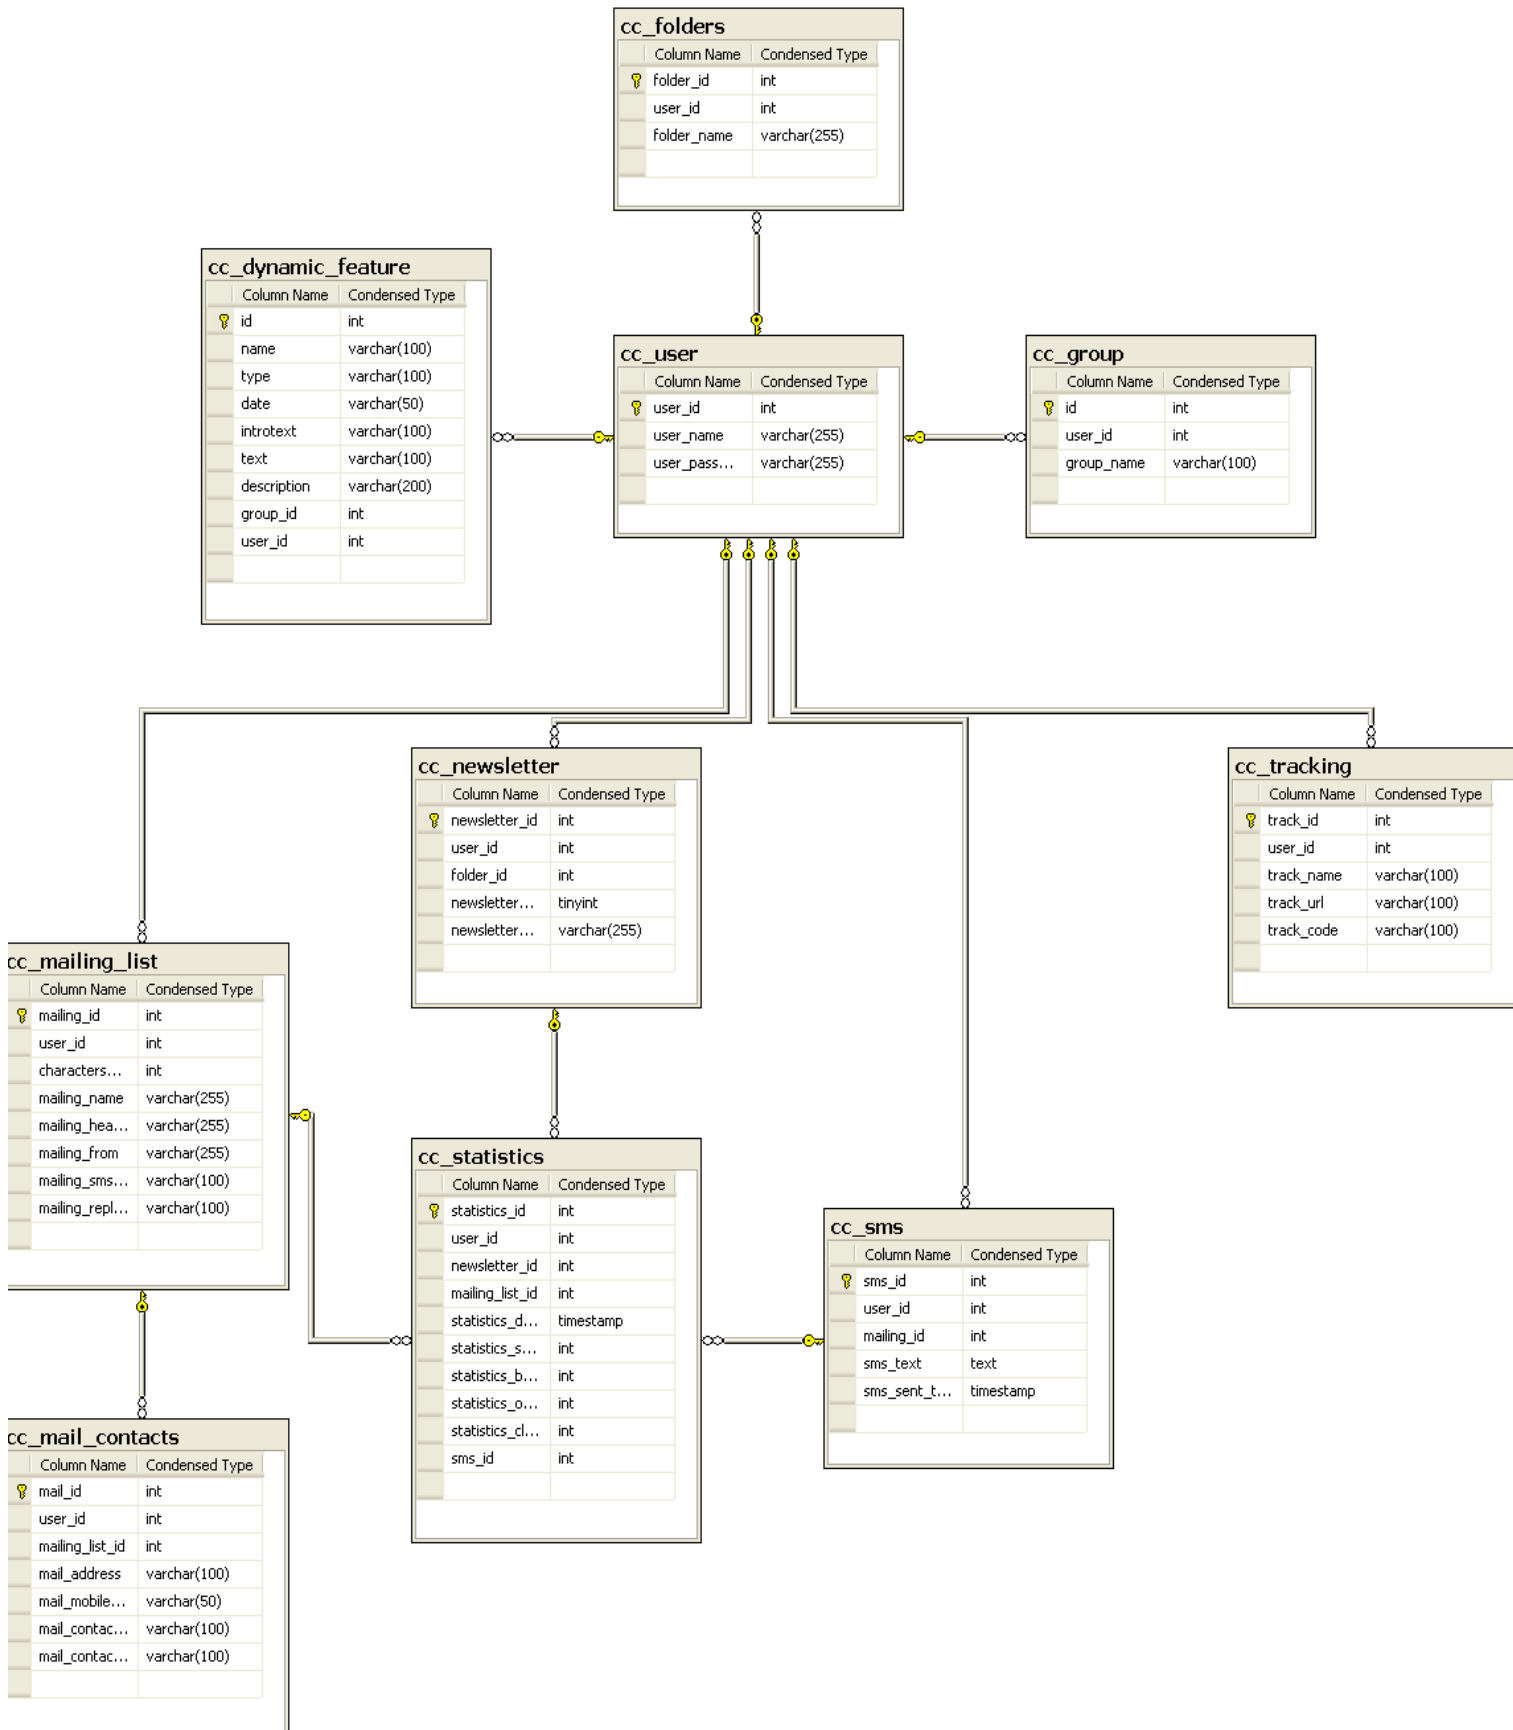 cc_folders
Column Name Condensed Type
folder_id int
user_id int
folder_name varchar(255)
cc_dynamic_feature
Column Name Condensed Type
id int
name varchar(100)
type varchar(100)
date varchar(50)
introtext varchar(100)
text varchar(100)
description varchar(200)
group_id int
user_id int
cc_user
Column Name Condensed Type
user_id int
user_name varchar(255)
user_pass... varchar(255)
cc_group
Column Name Condensed Type
id int
user_id int
group_name varchar(100)
cc_newsletter
Column Name Condensed Type
newsletter_id int
user_id int
folder_id int
newsletter... tinyint
newsletter... varchar(255)
cc_tracking
Column Name Condensed Type
track_id int
user_id int
track_name varchar(100)
track_url varchar(100)
track_code varchar(100)
cc_mailing_list
Column Name Condensed Type
mailing_id int
user_id int
characters... int
mailing_name varchar(255)
mailing_hea... varchar(255)
mailing_from varchar(255)
mailing_sms... varchar(100)
mailing_repl... varchar(100)
cc_statistics
Column Name Condensed Type
statistics_id int
user_id int
newsletter_id int
mailing_list_id int
statistics_d... timestamp
statistics_s... int
statistics_b... int
statistics_o... int
statistics_cl... int
sms_id int
cc_sms
Column Name Condensed Type
sms_id int
user_id int
mailing_id int
sms_text text
sms_sent_t... timestamp
cc_mail_contacts
Column Name Condensed Type
mail_id int
user_id int
mailing_list_id int
mail_address varchar(100)
mail_mobile... varchar(50)
mail_contac... varchar(100)
mail_contac... varchar(100)